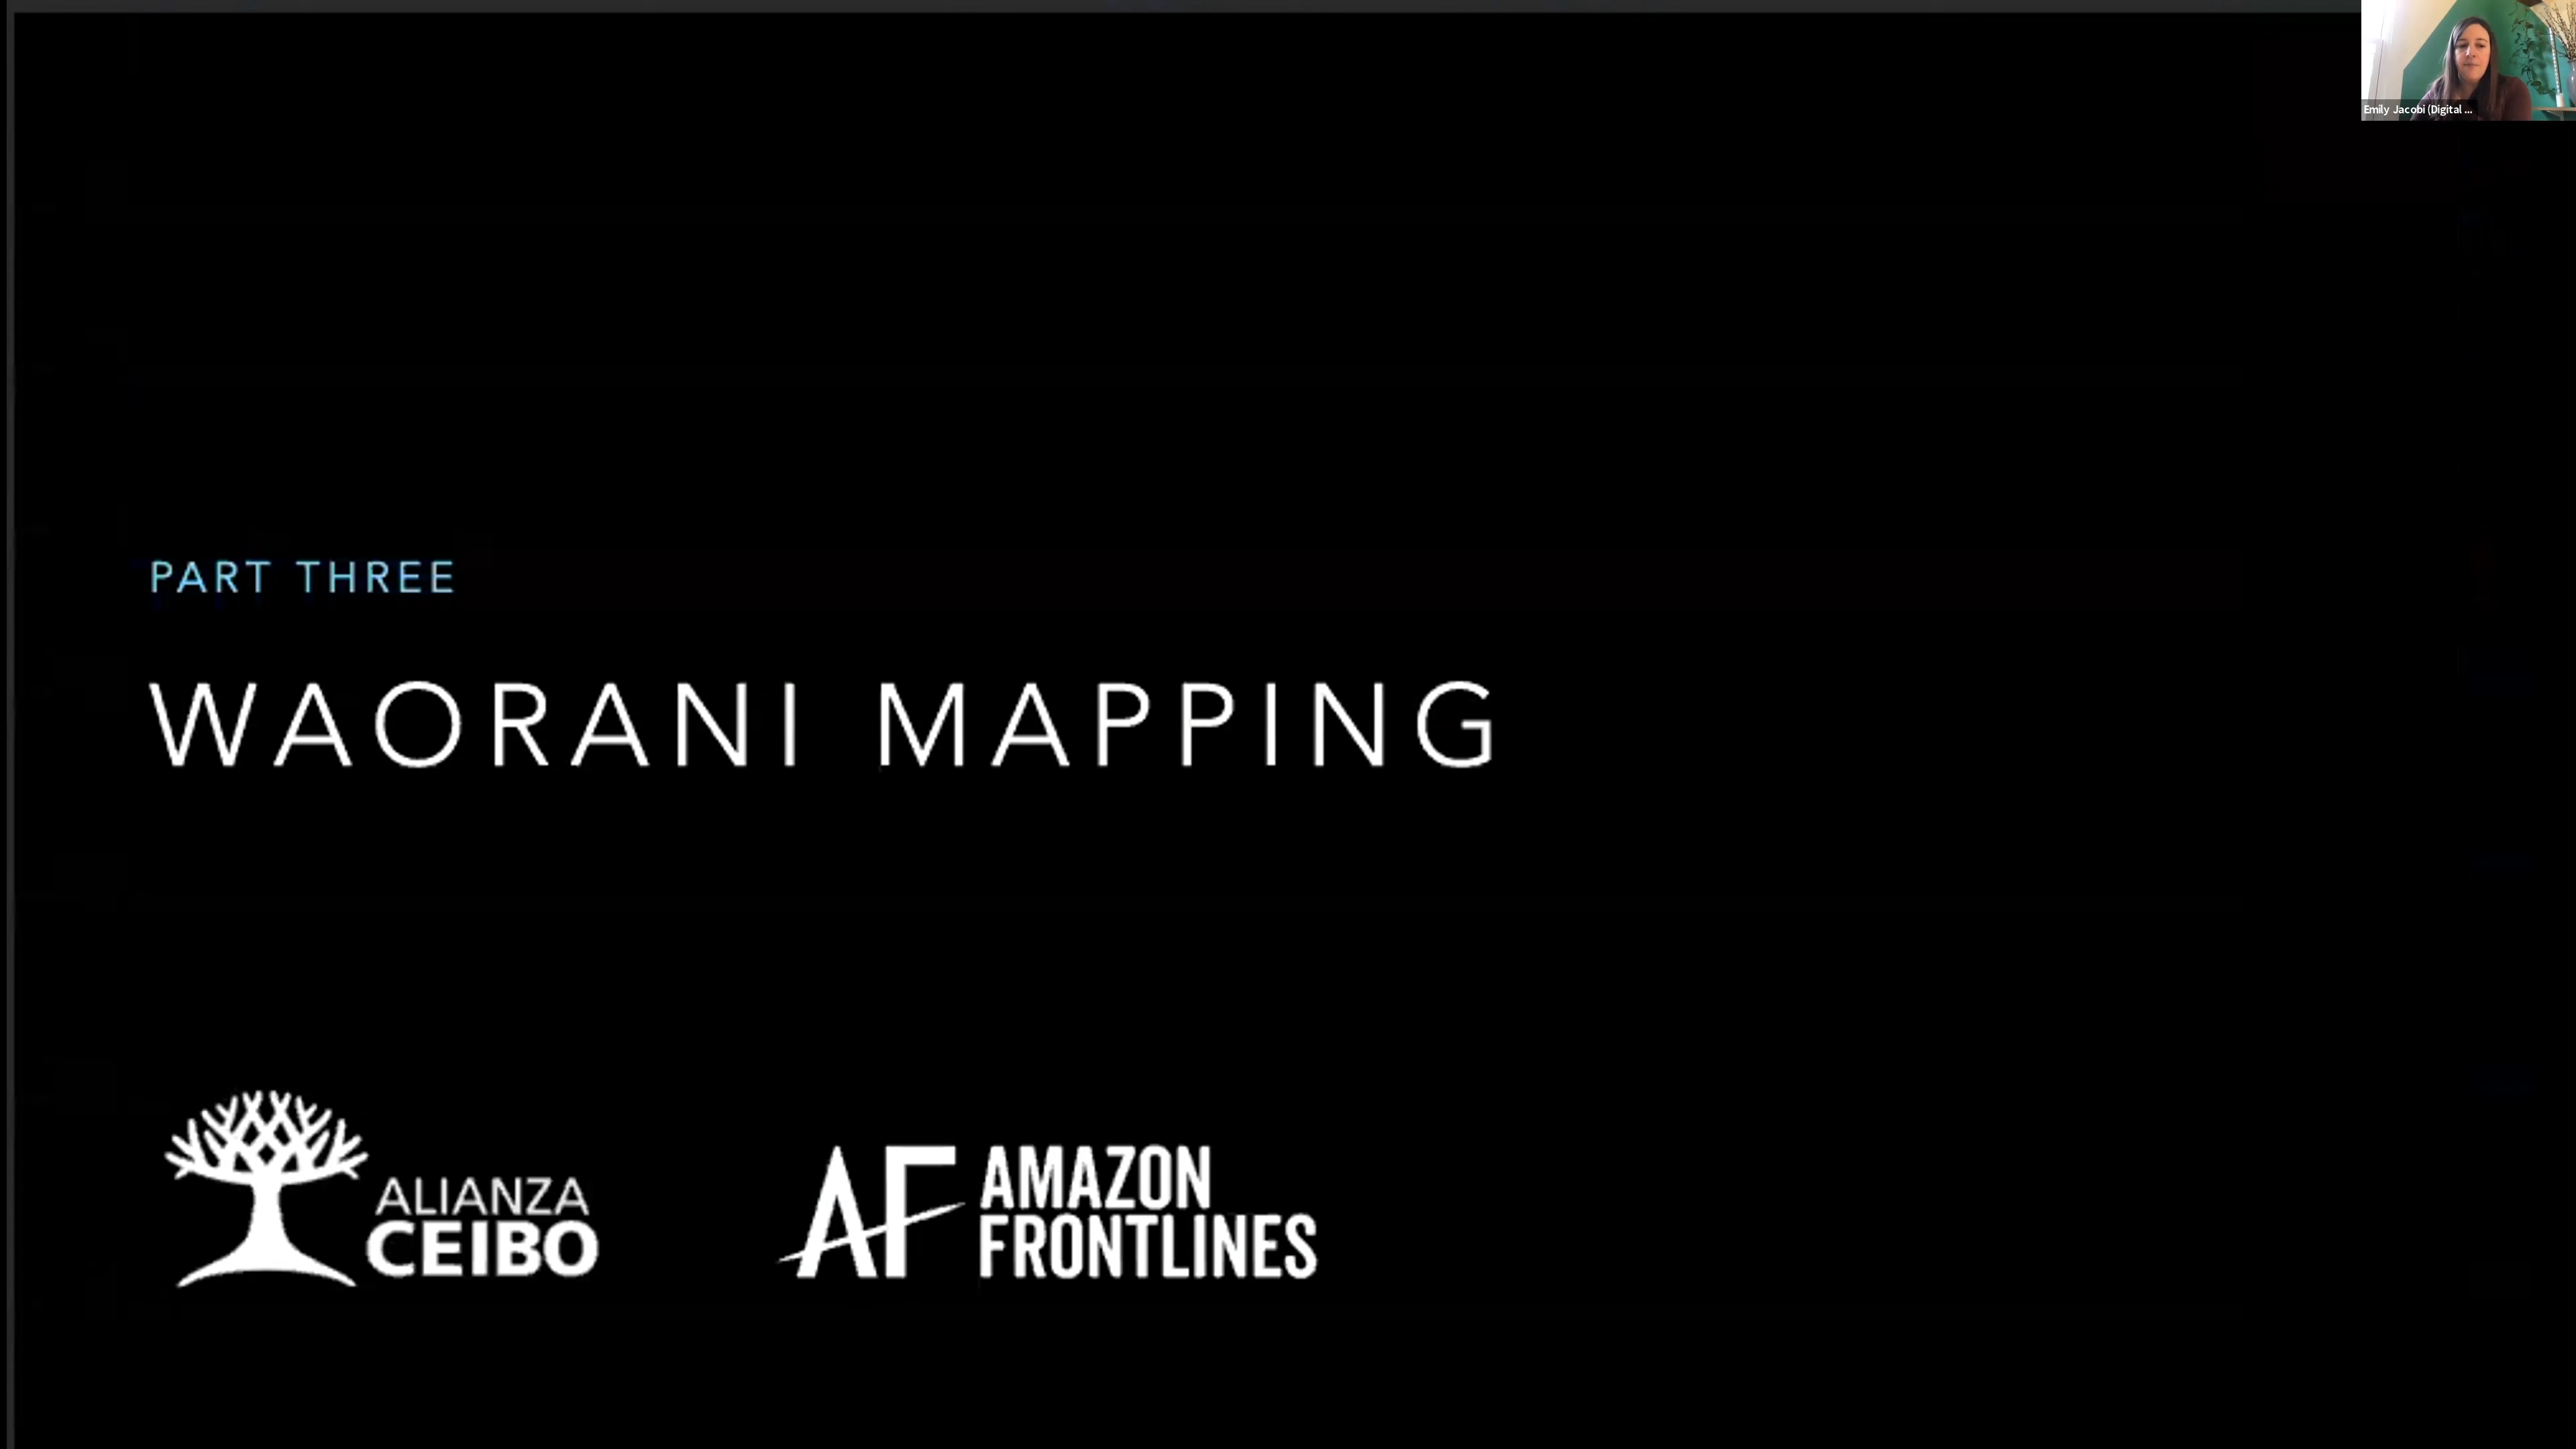 PART THREE
WAORANI MAPPING
ALIANZA
CEIBO
AF AMAZON
FRONTLINES
Emily Jacobi (Digital ...